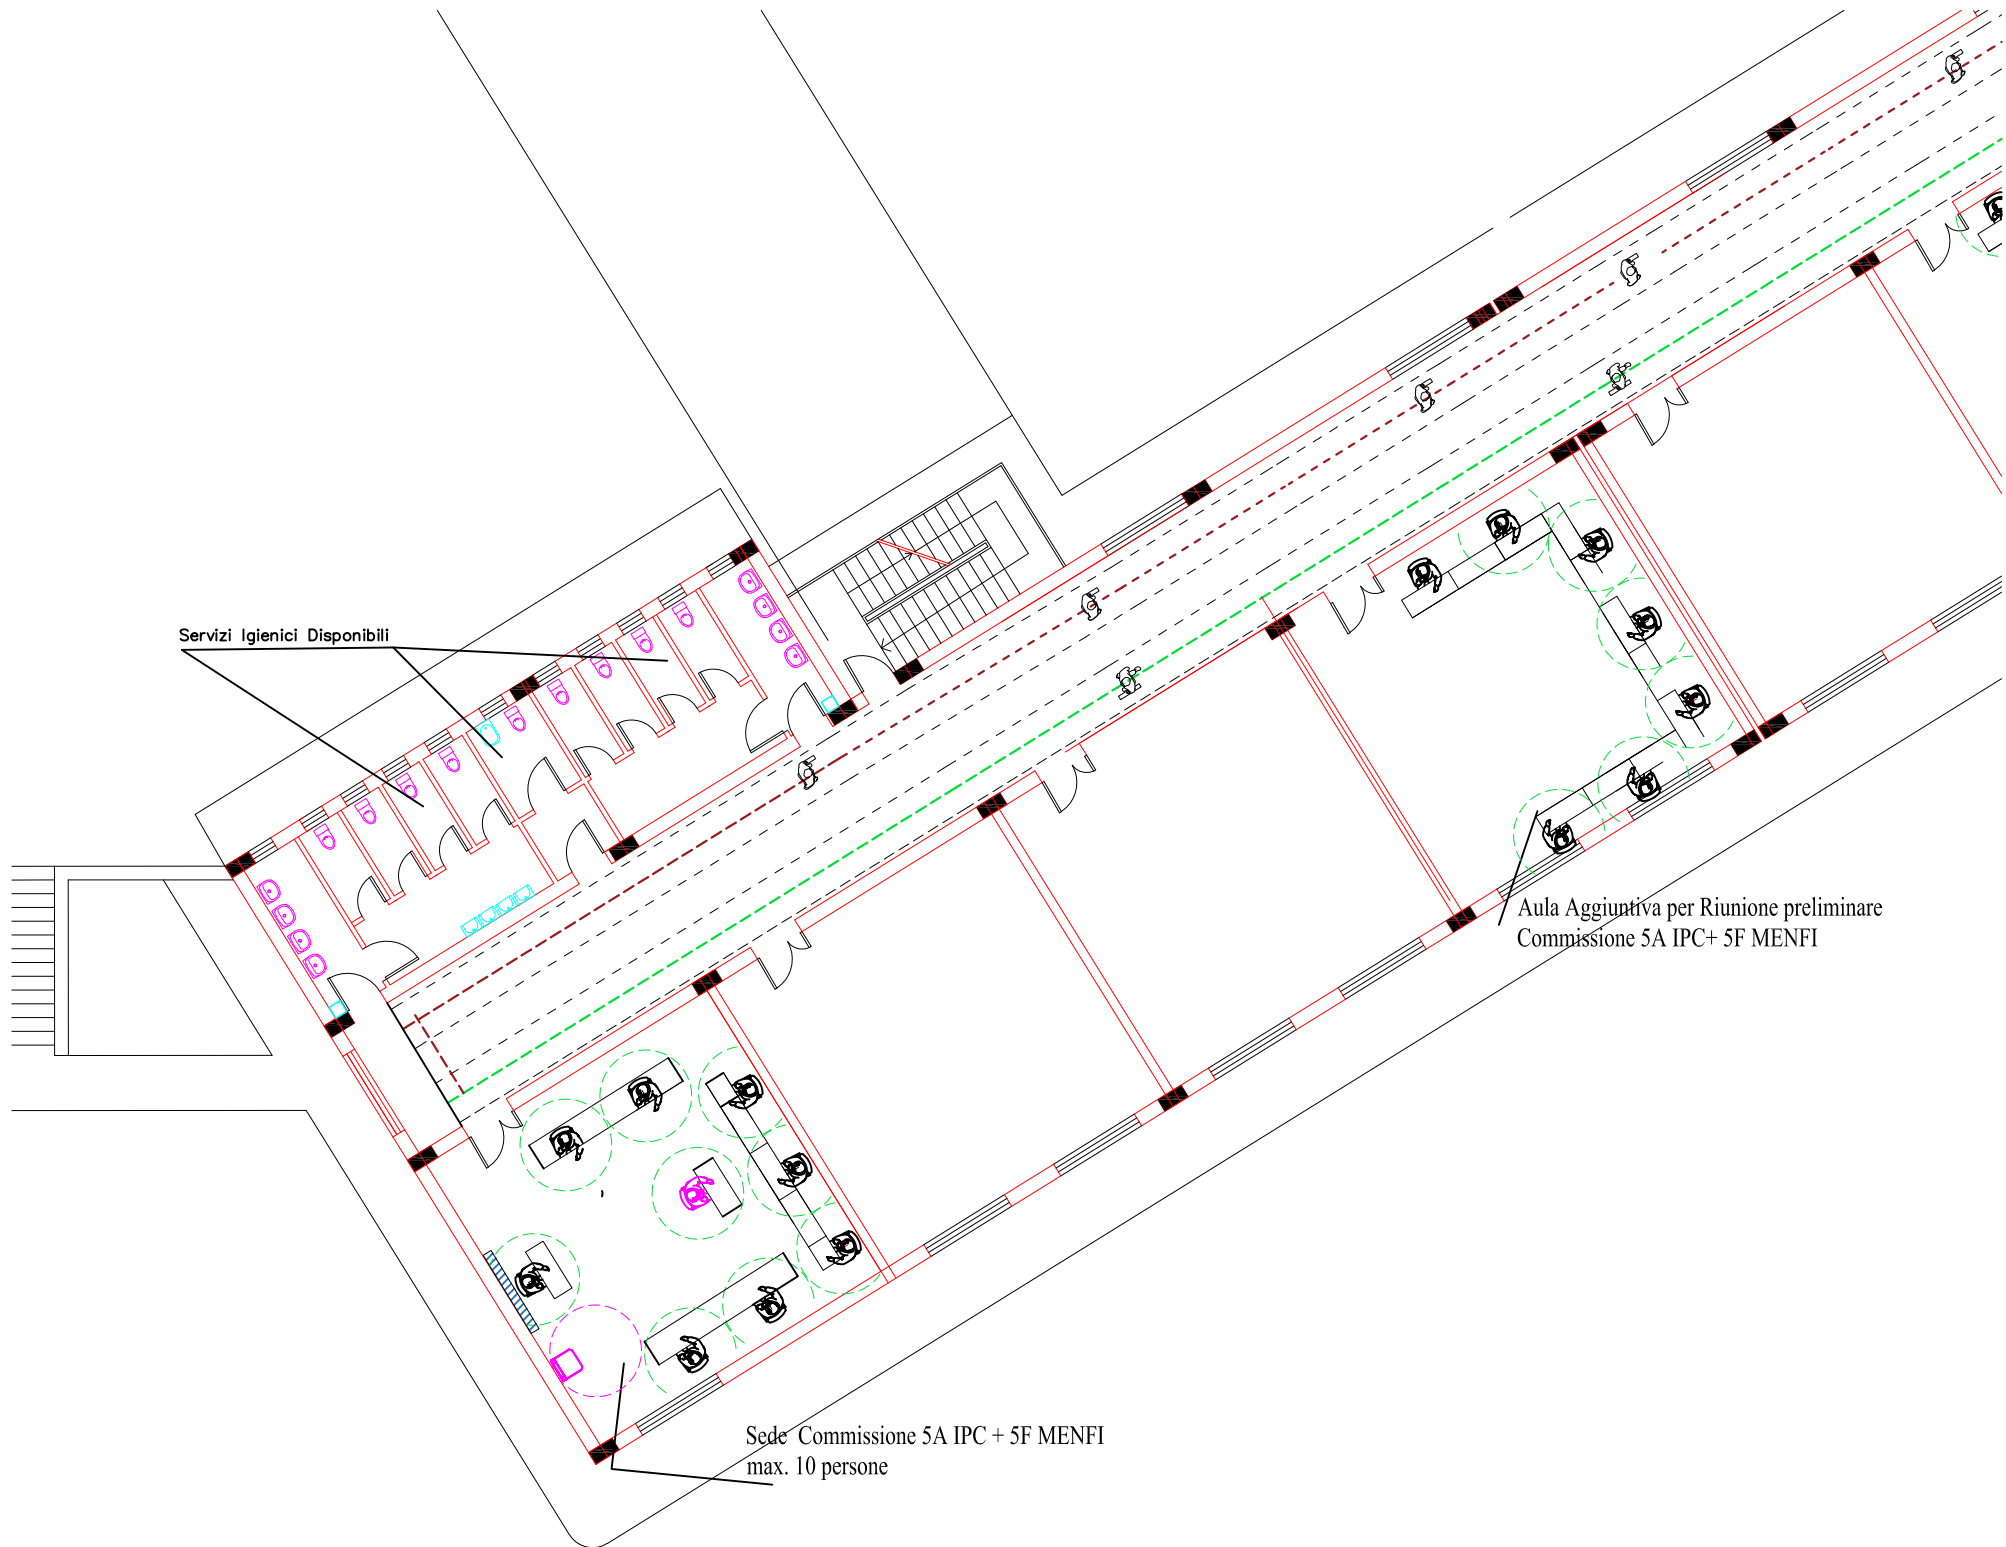 Servizi Igienici Disponibili
Aula Aggiuntiva per Riunione preliminare
Commissione 5A IPC+ 5F MENFI
Sede Commissione 5A IPC + 5F MENFI
max. 10 persone